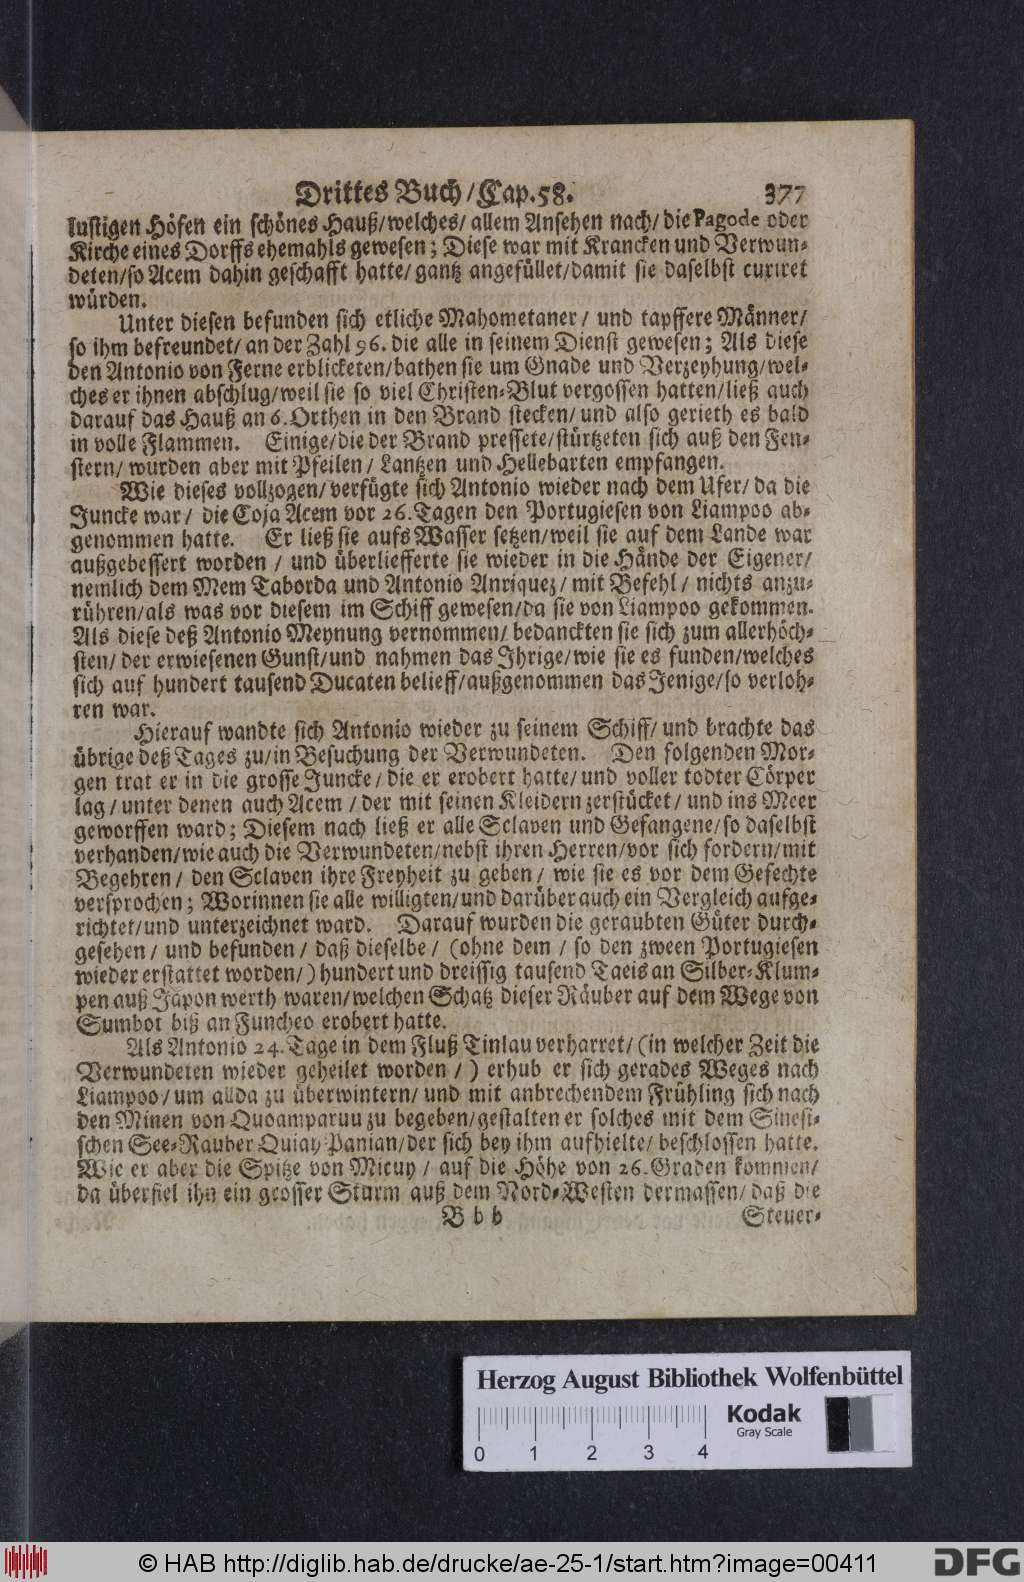 Drittes Buch/Cap.58. 377
lustigen Höfen ein schönes Hauß/welches/ allem Ansehen nach/ die Pagode oder
Kirche eines Dorffs ehemahls gewesen; Diese war mit Krancken und Verwun-
deten/so Acem dahin geschafft hatte/ gantz angefüllet/damit sie daselbst curiret
würden.
Unter diesen befunden sich etliche Mahometaner/ und tapffere Männer/
so ihm befreundet/ an der Zahl 96. die alle in seinem Dienst gewesen; Als diese
den Antonio von Ferne erblicketen/bathen sie um Gnade und Verzeyhung/wel-
ches er ihnen abschlug/weil sie so viel Christen-Blut vergossen hatten/ließ auch
darauf das Hauß an 6. Orthen in den Brand stecken/ und also gerieth es bald
in volle Flammen. Einige/die der Brand pressete/stürtzeten sich auß den Fen-
stern/ wurden aber mit Pfeilen/ Lantzen und Hellebarten empfangen.
Wie dieses vollzogen/ verfügte sich Antonio wieder nach dem Ufer/ da die
Juncke war/ die Coja Acem vor 26. Tagen den Portugiesen von Liampoo ab-
genommen hatte. Er ließ sie aufs Wasser setzen/weil sie auf dem Lande war
außgebessert worden / und überliefferte sie wieder in die Hände der Eigener/
nemlich dem Mem Taborda und Antonio Anriquez/ mit Befehl/ nichts anzu-
rühren/als was vor diesem im Schiff gewesen/da sie von Liampoo gekommen.
Als diese deß Antonio Meynung vernommen/ bedanckten sie sich zum allerhöch-
sten/ der erwiesenen Gunst/und nahmen das Ihrige/wie sie es funden/welches
sich auf hundert tausend Ducaten belieff/außgenommen das Jenige/so verloh-
ren war.
Hierauf wandte sich Antonio wieder zu seinem Schiff/ und brachte das
übrige deß Tages zu/in Besuchung der Verwundeten. Den folgenden Mor-
gen trat er in die grosse Juncke/ die er erobert hatte/ und voller todter Cörper
lag/ unter denen auch Acem / der mit seinen Kleidern zerstücket/ und ins Meer
geworffen ward; Diesem nach ließ er alle Sclaven und Gefangene/so daselbst
verhanden/wie auch die Verwundeten/nebst ihren Herren/vor sich fordern/mit
Begehren/ den Sclaven ihre Freyheit zu geben/ wie sie es vor dem Gefechte
versprochen; Worinnen sie alle willigten/und darüber auch ein Vergleich aufge-
richtet/und unterzeichnet ward. Darauf wurden die geraubten Güter durch-
gesehen/ und befunden/ daß dieselbe/ (ohne dem / so den zween Portugiesen
wieder erstattet worden/) hundert und dreissig tausend Taeis an Silber-Klum-
pen auß Japon werth waren/welchen Schatz dieser Räuber auf dem Wege von
Sumbot biß an Funcheo erobert hatte.
Als Antonio 24. Tage in dem Fluß Tinlau verharret/ (in welcher Zeit die
Verwundeten wieder geheilet worden / ) erhub er sich gerades Weges nach
Liampoo/ um allda zu überwintern/ und mit anbrechendem Frühling sich nach
den Minen von Quoamparuu zu begeben/gestalten er solches mit dem Sinesi-
schen See-Rauber Quiay Panian/der sich bey ihm aufhielte/ beschlossen hatte.
Wie er aber die Spitze von Micuy / auf die Höhe von 26. Graden kommen/
da überfiel ihn ein grosser Sturm auß dem Nord-Westen dermassen/ daß die
B b b Steuer-
Herzog August Bibliothek Wolfenbüttel
Kodak
Gray Scale
0 1 2 3 4
© HAB http://diglib.hab.de/drucke/ae-25-1/start.htm?image=00411
DFG